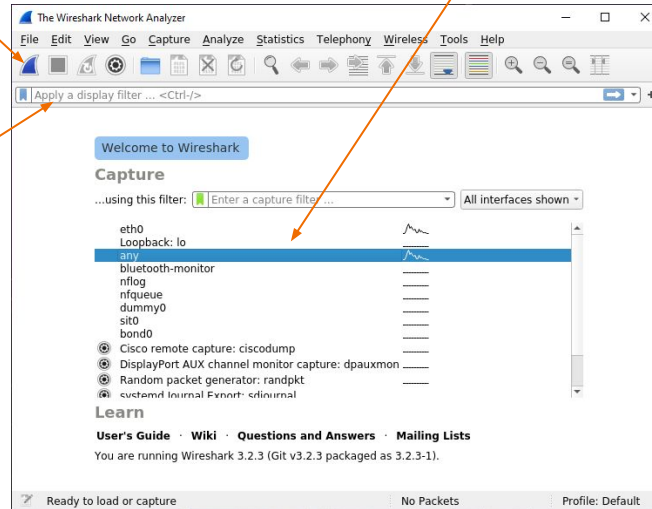 The Wireshark Network Analyzer
File Edit View Go Capture Analyze Statistics Telephony Wireless Tools Help
Apply a display filter ... <Ctrl-/>
Welcome to Wireshark
Capture
...using this filter: Enter a capture filter ... All interfaces shown
eth0
Loopback: lo
any
bluetooth-monitor
nflog
nfqueue
dummy0
sit0
bond0
Cisco remote capture: ciscodump
DisplayPort AUX channel monitor capture: dpauxmon
Random packet generator: randpkt
systemd Journal Export: sdjournal
Learn
User's Guide · Wiki · Questions and Answers · Mailing Lists
You are running Wireshark 3.2.3 (Git v3.2.3 packaged as 3.2.3-1).
Ready to load or capture No Packets Profile: Default